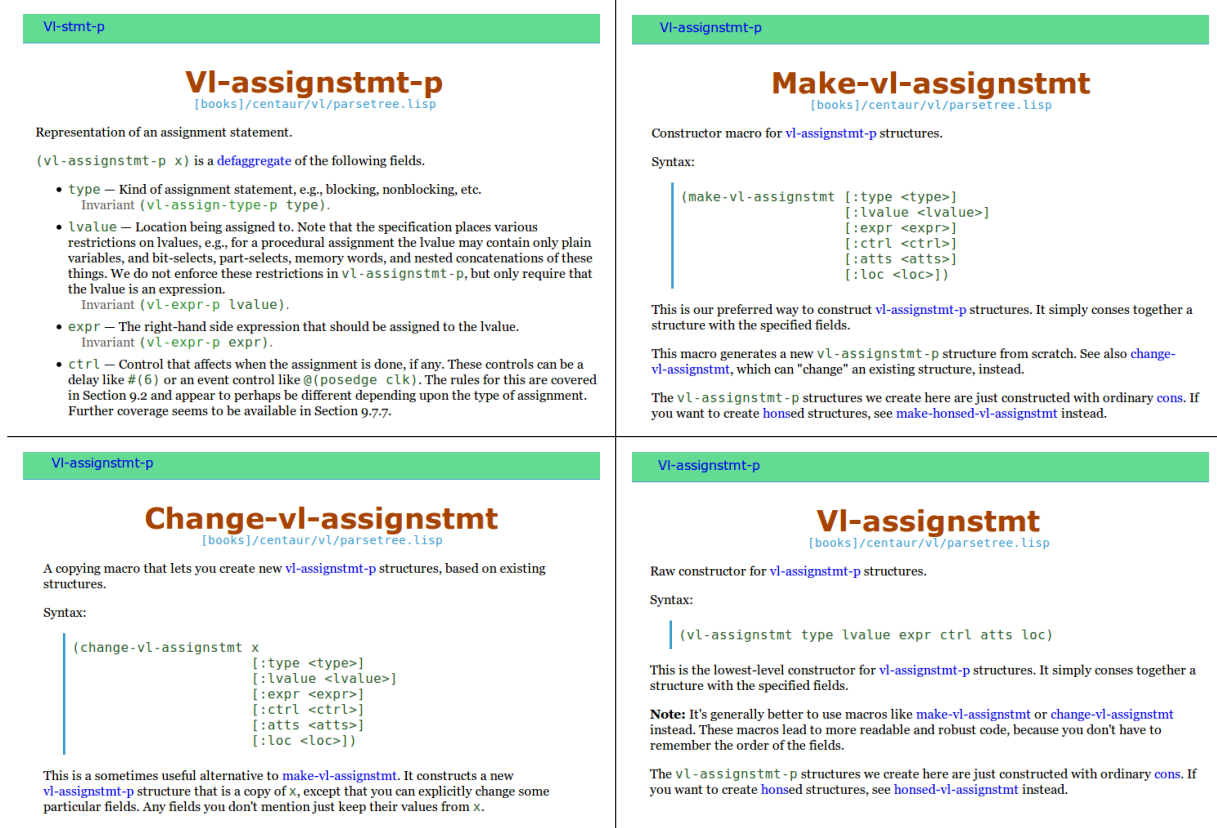 Vl-stmt-p
Vl-assignstmt-p
[books]/centaur/vl/parsetree.lisp
Representation of an assignment statement.
(vl-assignstmt-p x) is a defaggregate of the following fields.
• type — Kind of assignment statement, e.g., blocking, nonblocking, etc.
Invariant (vl-assign-type-p type).
• lvalue — Location being assigned to. Note that the specification places various
restrictions on lvalues, e.g., for a procedural assignment the lvalue may contain only plain
variables, and bit-selects, part-selects, memory words, and nested concatenations of these
things. We do not enforce these restrictions in vl-assignstmt-p, but only require that
the lvalue is an expression.
Invariant (vl-expr-p lvalue).
• expr — The right-hand side expression that should be assigned to the lvalue.
Invariant (vl-expr-p expr).
• ctrl — Control that affects when the assignment is done, if any. These controls can be a
delay like #(6) or an event control like @(posedge clk). The rules for this are covered
in Section 9.2 and appear to perhaps be different depending upon the type of assignment.
Further coverage seems to be available in Section 9.7.7.
Vl-assignstmt-p
Make-vl-assignstmt
[books]/centaur/vl/parsetree.lisp
Constructor macro for vl-assignstmt-p structures.
Syntax:
(make-vl-assignstmt [:type <type>]
[:lvalue <lvalue>]
[:expr <expr>]
[:ctrl <ctrl>]
[:atts <atts>]
[:loc <loc>])
This is our preferred way to construct vl-assignstmt-p structures. It simply conses together a
structure with the specified fields.
This macro generates a new vl-assignstmt-p structure from scratch. See also change-
vl-assignstmt, which can "change" an existing structure, instead.
The vl-assignstmt-p structures we create here are just constructed with ordinary cons. If
you want to create honsed structures, see make-honsed-vl-assignstmt instead.
Vl-assignstmt-p
Change-vl-assignstmt
[books]/centaur/vl/parsetree.lisp
A copying macro that lets you create new vl-assignstmt-p structures, based on existing
structures.
Syntax:
(change-vl-assignstmt x
[:type <type>]
[:lvalue <lvalue>]
[:expr <expr>]
[:ctrl <ctrl>]
[:atts <atts>]
[:loc <loc>])
This is a sometimes useful alternative to make-vl-assignstmt. It constructs a new
vl-assignstmt-p structure that is a copy of x, except that you can explicitly change some
particular fields. Any fields you don't mention just keep their values from x.
Vl-assignstmt-p
Vl-assignstmt
[books]/centaur/vl/parsetree.lisp
Raw constructor for vl-assignstmt-p structures.
Syntax:
(vl-assignstmt type lvalue expr ctrl atts loc)
This is the lowest-level constructor for vl-assignstmt-p structures. It simply conses together a
structure with the specified fields.
Note: It's generally better to use macros like make-vl-assignstmt or change-vl-assignstmt
instead. These macros lead to more readable and robust code, because you don't have to
remember the order of the fields.
The vl-assignstmt-p structures we create here are just constructed with ordinary cons. If
you want to create honsed structures, see honsed-vl-assignstmt instead.